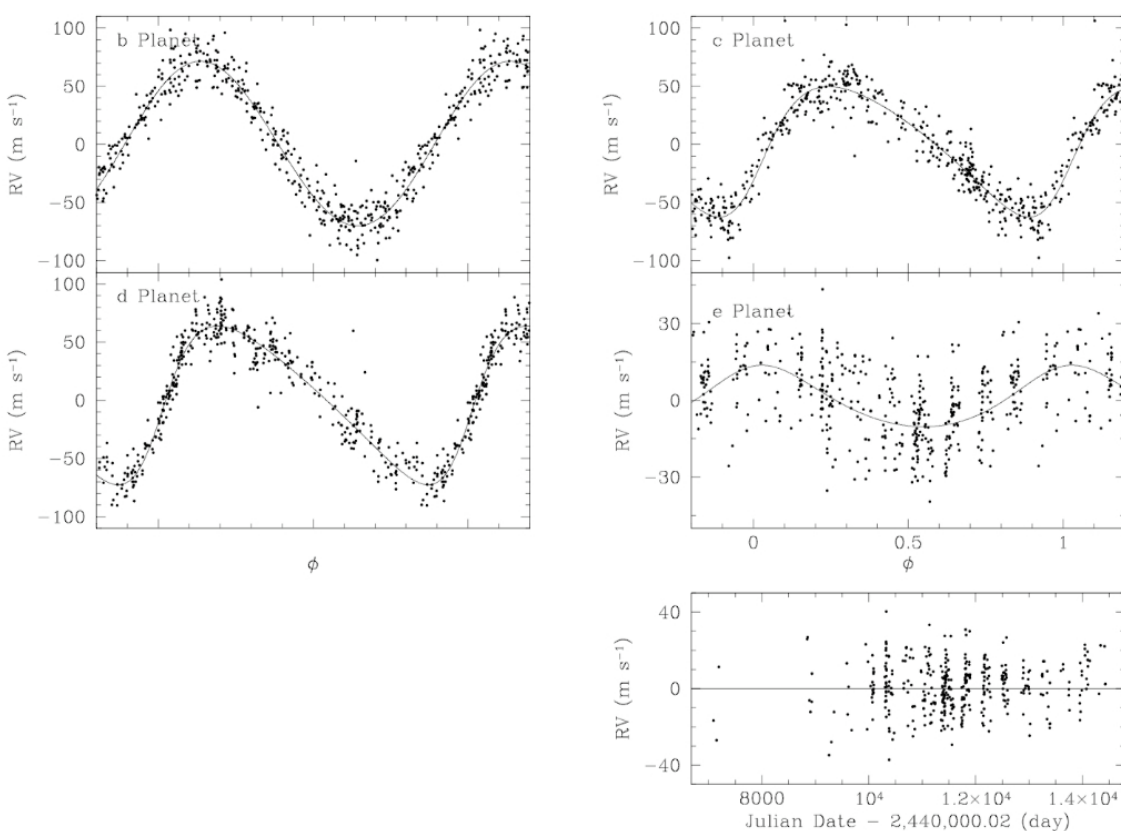 b Planet
100
50
0
−50
−100
RV (m s⁻¹)
c Planet
100
50
0
−50
−100
RV (m s⁻¹)
d Planet
100
50
0
−50
−100
RV (m s⁻¹)
ϕ
e Planet
30
0
−30
RV (m s⁻¹)
0 0.5 1
ϕ
40
0
−40
RV (m s⁻¹)
8000 10⁴ 1.2×10⁴ 1.4×10⁴
Julian Date − 2,440,000.02 (day)